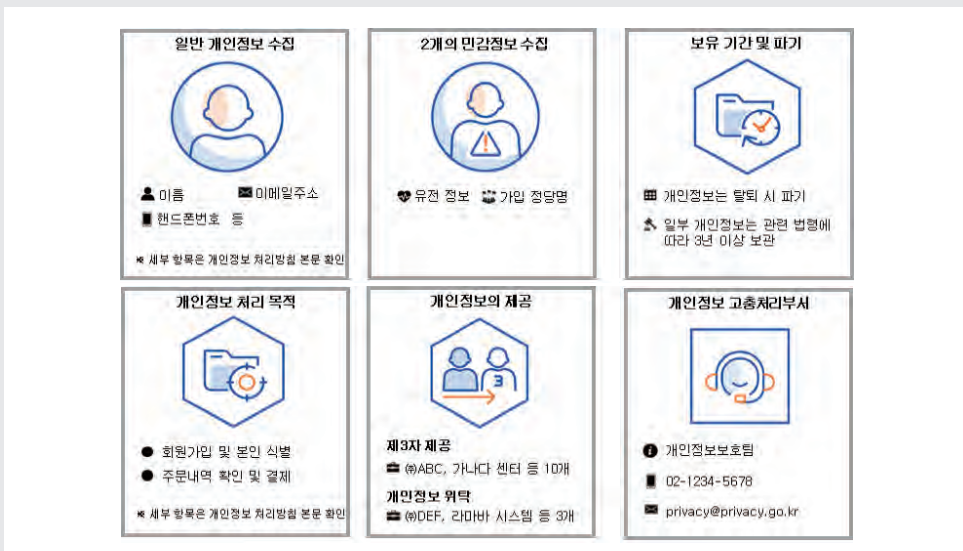 일반 개인정보 수집
이름
이메일주소
핸드폰번호 등
※ 세부 항목은 개인정보 처리방침 본문 확인
2개의 민감정보 수집
유전 정보
가입 정당명
보유 기간 및 파기
개인정보는 탈퇴 시 파기
일부 개인정보는 관련 법령에
따라 3년 이상 보관
개인정보 처리 목적
● 회원가입 및 본인 식별
● 주문내역 확인 및 결제
※ 세부 항목은 개인정보 처리방침 본문 확인
개인정보의 제공
3
제3자 제공
㈜ABC, 가나다 센터 등 10개
개인정보 위탁
㈜DEF, 라마바 시스템 등 3개
개인정보 고충처리부서
개인정보보호팀
02-1234-5678
privacy@privacy.go.kr